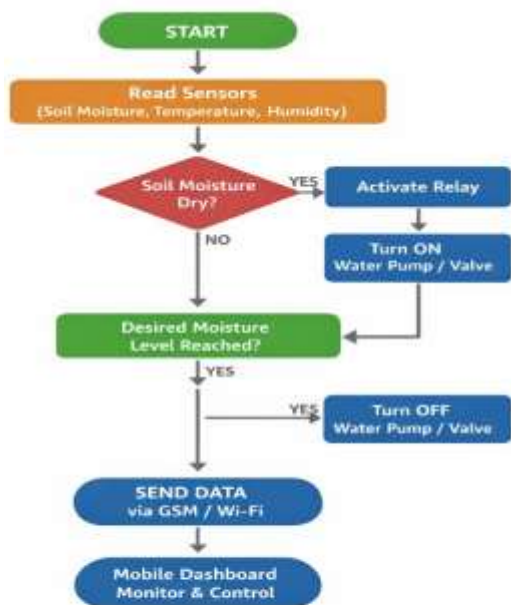 START
Read Sensors
(Soil Moisture, Temperature, Humidity)
Soil Moisture
Dry?
YES
Activate Relay
NO
Turn ON
Water Pump / Valve
Desired Moisture
Level Reached?
YES
YES
Turn OFF
Water Pump / Valve
SEND DATA
via GSM / Wi-Fi
Mobile Dashboard
Monitor & Control